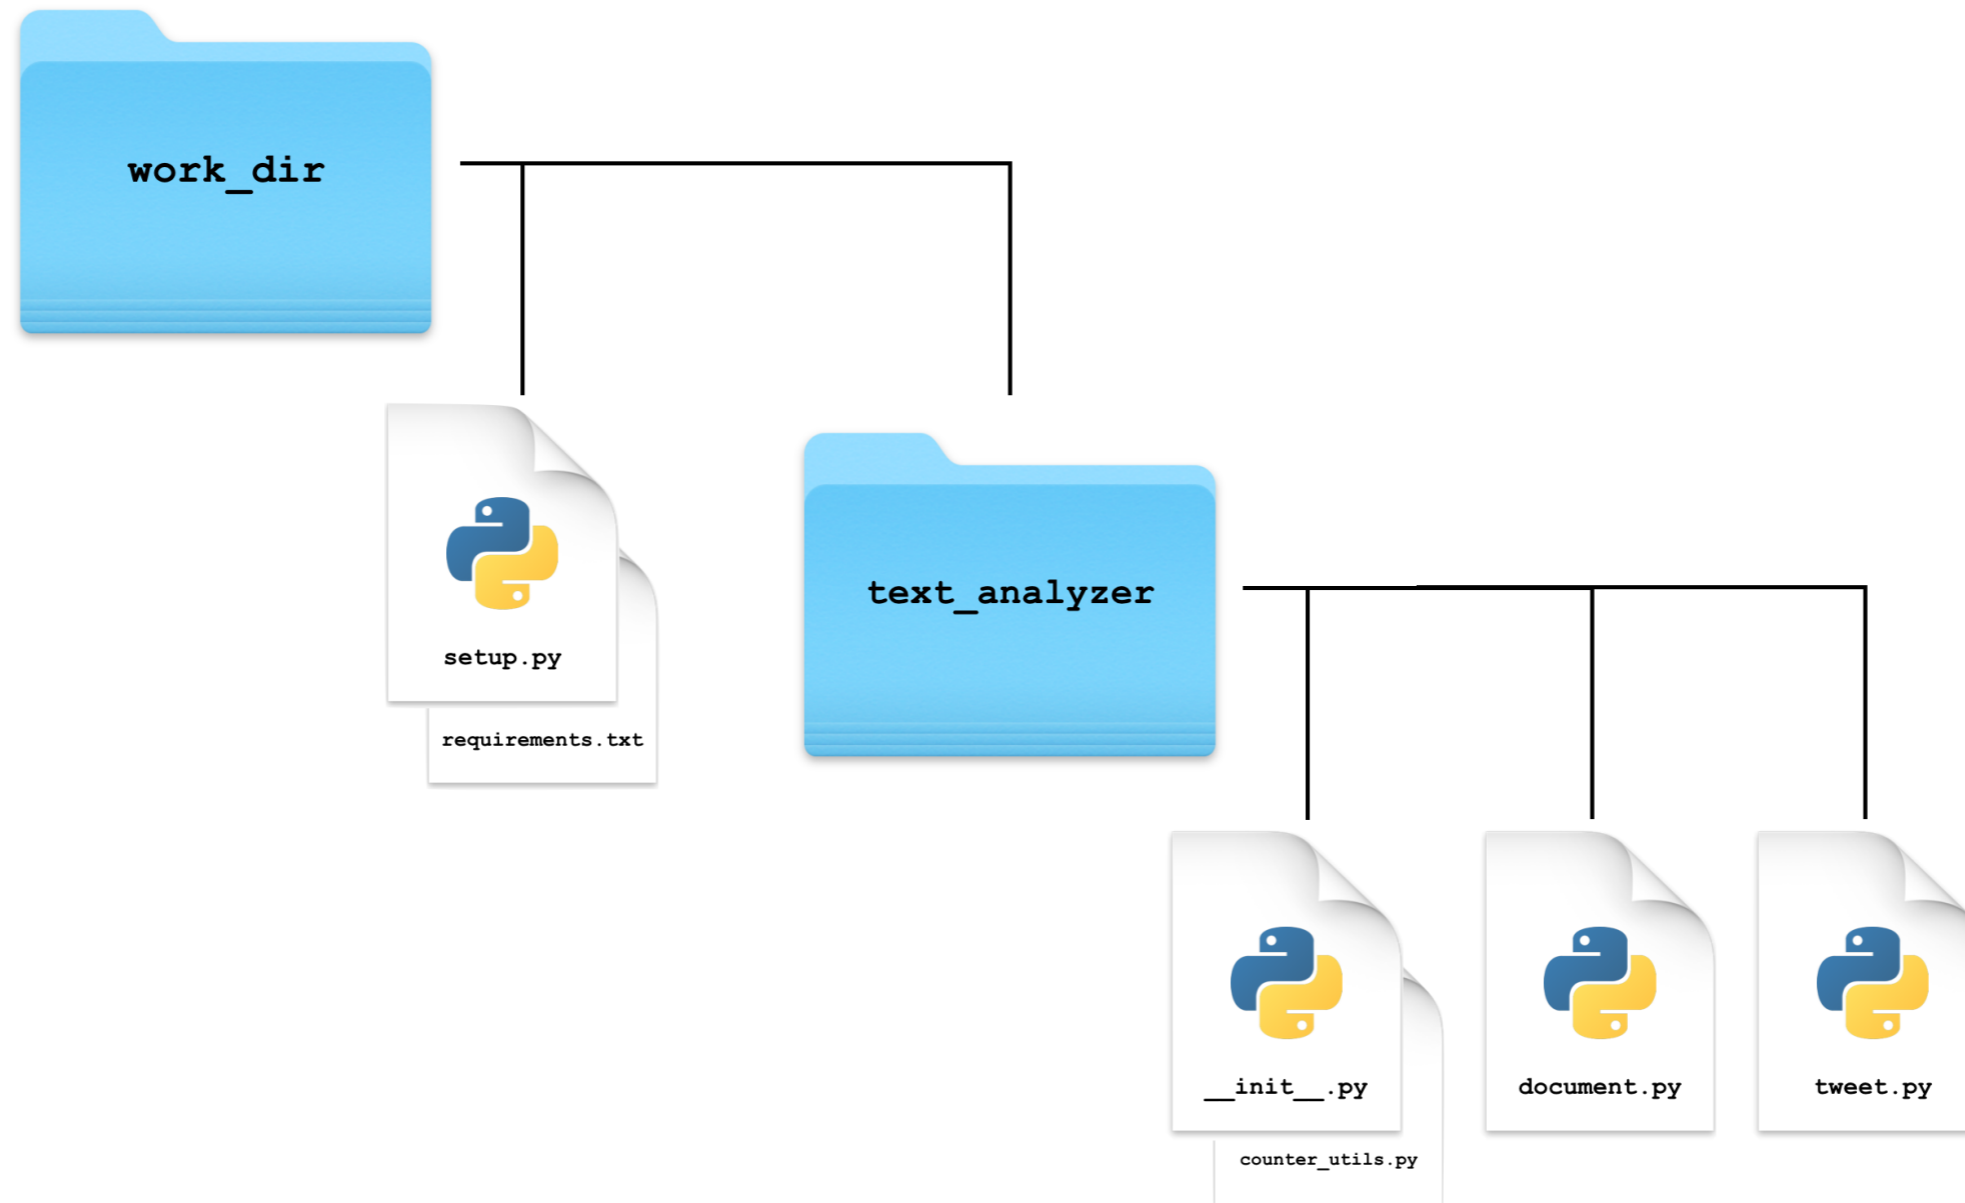 work_dir
setup.py
requirements.txt
text_analyzer
__init__.py
counter_utils.py
document.py
tweet.py